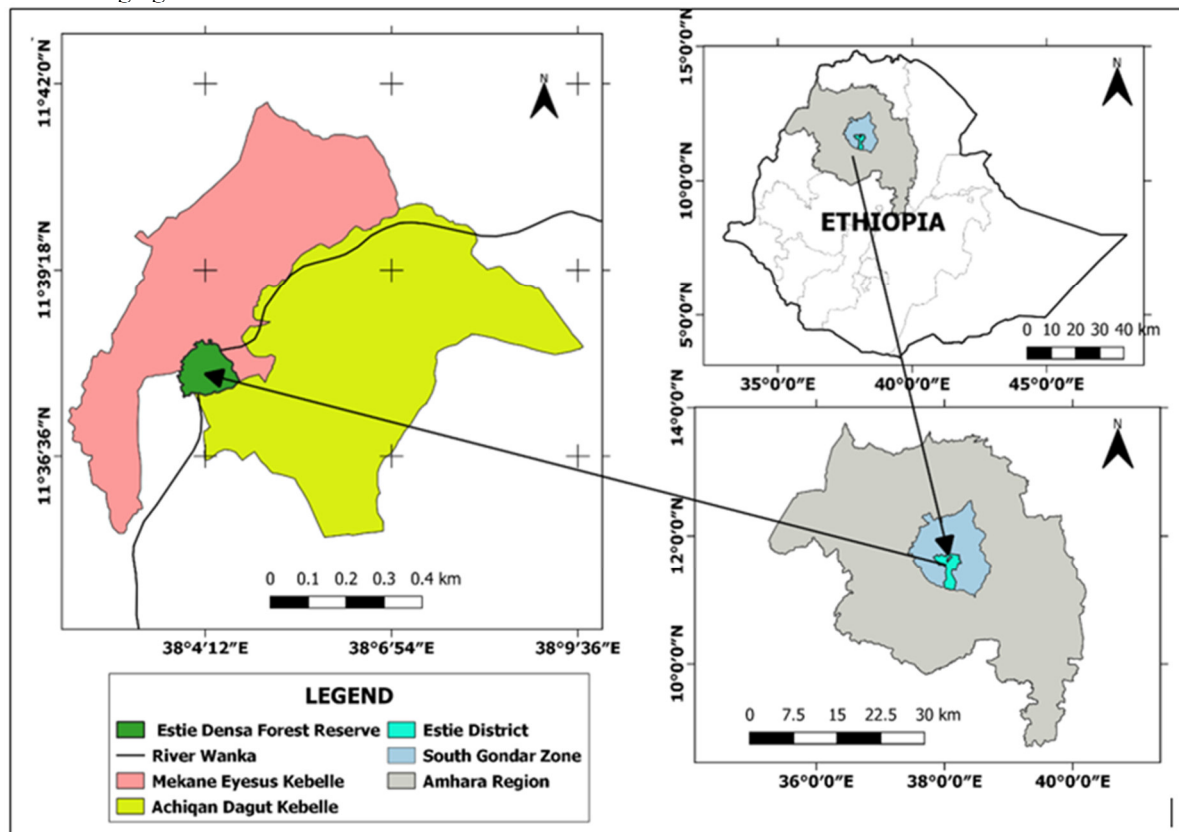 N
11°42′0″N
11°39′18″N
11°36′36″N
0 0.1 0.2 0.3 0.4 km
38°4′12″E 38°6′54″E 38°9′36″E
N
15°0′0″N
10°0′0″N
5°0′0″N
ETHIOPIA
0 10 20 30 40 km
35°0′0″E 40°0′0″E 45°0′0″E
N
14°0′0″N
12°0′0″N
10°0′0″N
0 7.5 15 22.5 30 km
36°0′0″E 38°0′0″E 40°0′0″E
LEGEND
Estie Densa Forest Reserve
River Wanka
Mekane Eyesus Kebelle
Achiqan Dagut Kebelle
Estie District
South Gondar Zone
Amhara Region